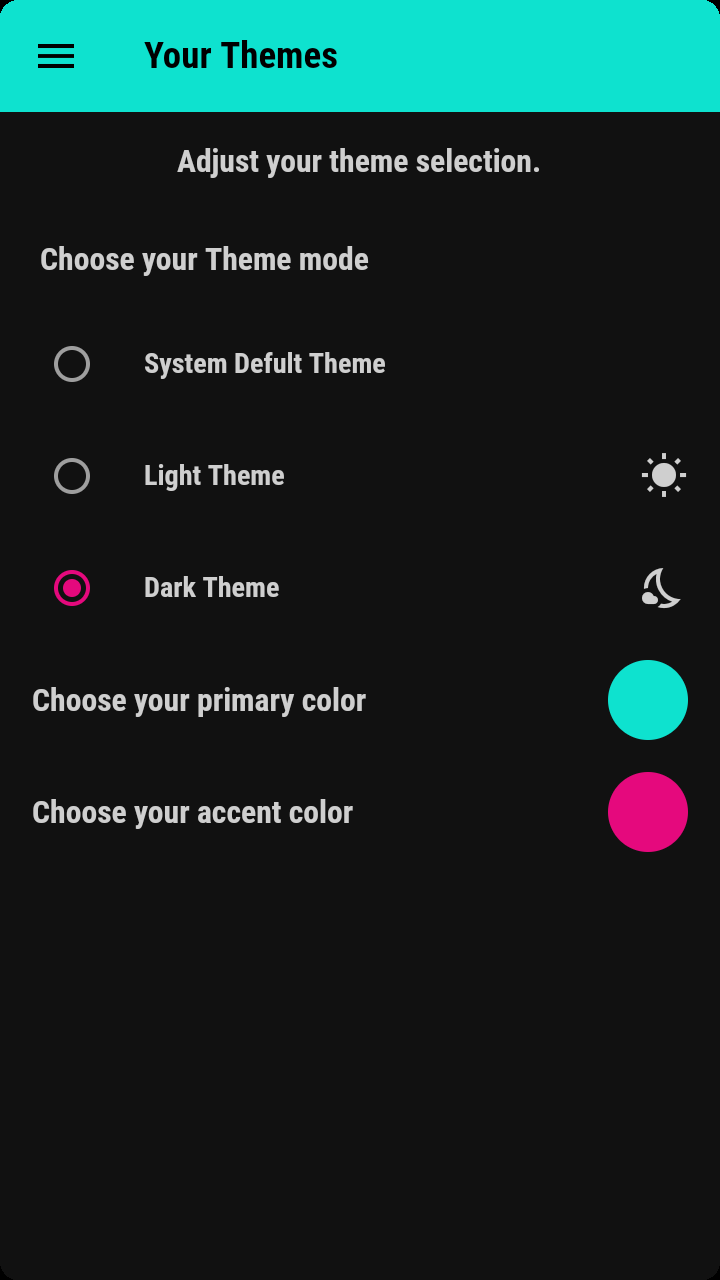 Your Themes
Adjust your theme selection.
Choose your Theme mode
System Defult Theme
Light Theme
Dark Theme
Choose your primary color
Choose your accent color